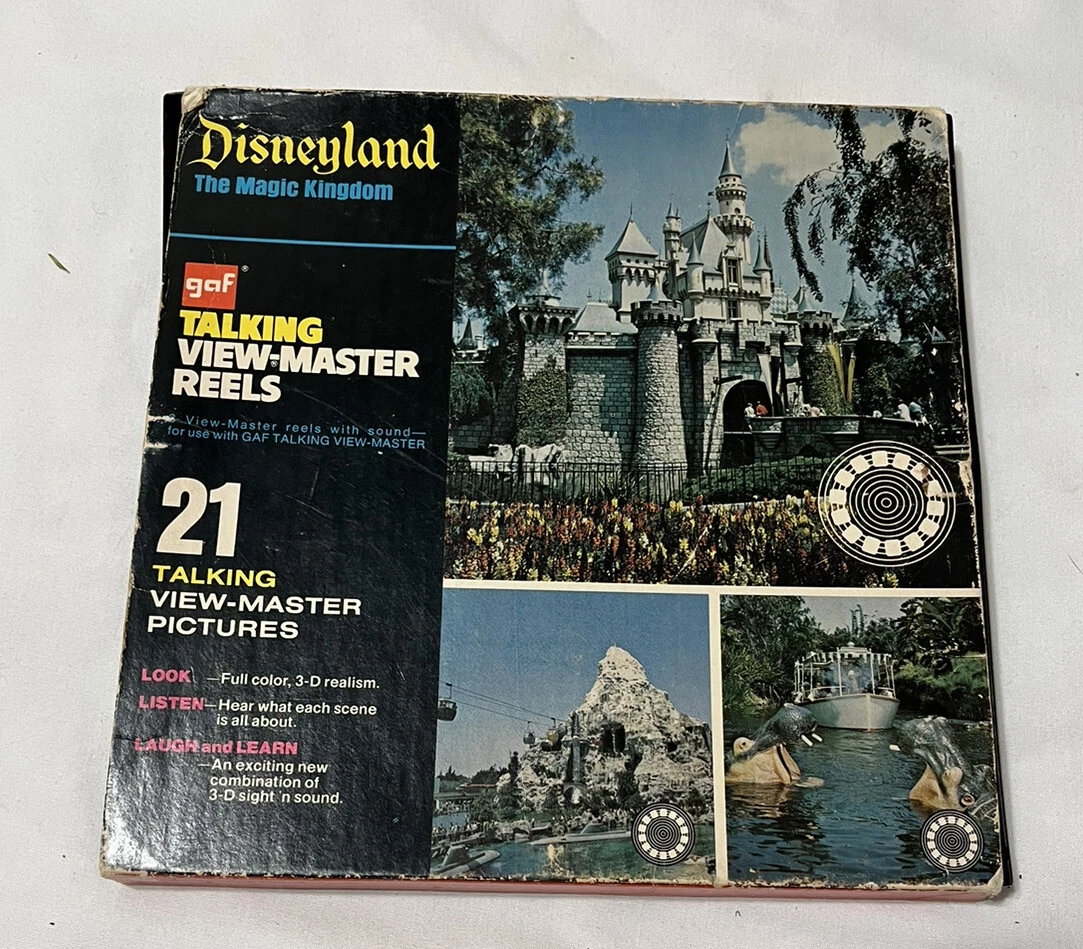 Disneyland
The Magic Kingdom
gaf®
TALKING
VIEW-MASTER®
REELS
3 View-Master reels with sound—
for use with GAF TALKING VIEW-MASTER
21
TALKING
VIEW-MASTER
PICTURES
LOOK —Full color, 3-D realism.
LISTEN—Hear what each scene
is all about.
LAUGH and LEARN
—An exciting new
combination of
3-D sight 'n sound.